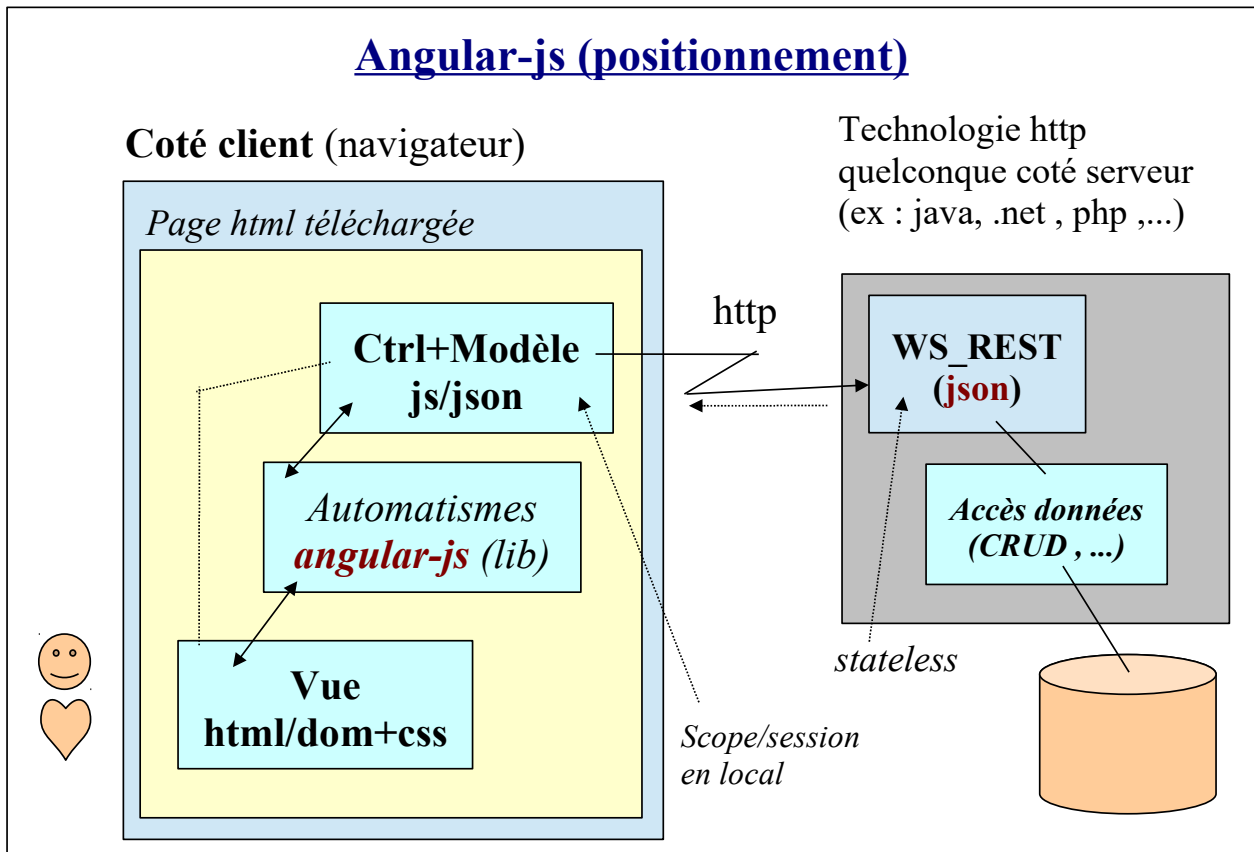 Angular-js (positionnement)
Coté client (navigateur)
Technologie http
quelconque coté serveur
(ex : java, .net , php ,...)
Page html téléchargée
http
Ctrl+Modèle
js/json
WS_REST
(json)
Automatismes
angular-js (lib)
Accès données
(CRUD , ...)
Vue
html/dom+css
stateless
Scope/session
en local